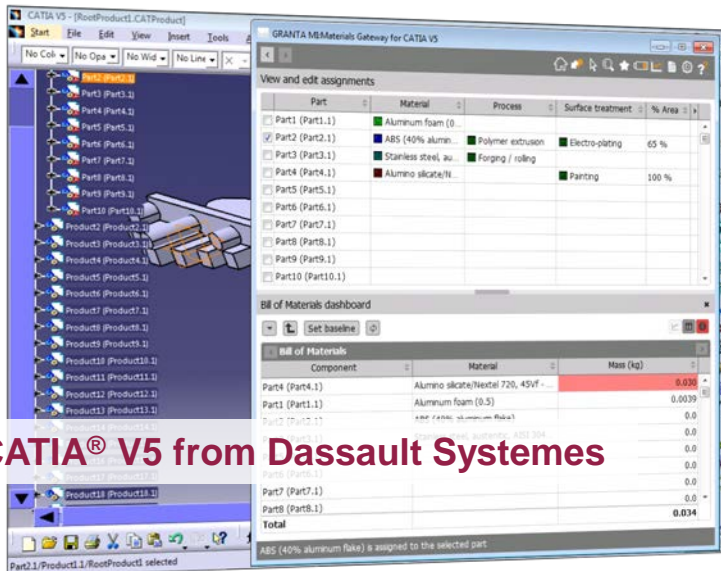 CATIA V5 - [RootProduct1.CATProduct]
Start File Edit View Insert Tools
No Col No Opa No Wid No Line
Part2 (Part2.1)
Part3 (Part3.1)
Part4 (Part4.1)
Part5 (Part5.1)
Part6 (Part6.1)
Part7 (Part7.1)
Part8 (Part8.1)
Part9 (Part9.1)
Part10 (Part10.1)
Product2 (Product2.1)
Product3 (Product3.1)
Product4 (Product4.1)
Product5 (Product5.1)
Product6 (Product6.1)
Product7 (Product7.1)
Product8 (Product8.1)
Product9 (Product9.1)
Product10 (Product10.1)
Product11 (Product11.1)
Product12 (Product12.1)
Product13 (Product13.1)
Product18 (Product18.1)
Part2.1/Product1.1/RootProduct1 selected
GRANTA MI:Materials Gateway for CATIA V5
View and edit assignments
Part Material Process Surface treatment % Area
Part1 (Part1.1) Aluminum foam (0...
Part2 (Part2.1) ABS (40% alumin... Polymer extrusion Electro-plating 65 %
Part3 (Part3.1) Stainless steel, au... Forging / rolling
Part4 (Part4.1) Alumino silicate/N... Painting 100 %
Part5 (Part5.1)
Part6 (Part6.1)
Part7 (Part7.1)
Part8 (Part8.1)
Part9 (Part9.1)
Part10 (Part10.1)
Bill of Materials dashboard
Set baseline
Bill of Materials
Component Material Mass (kg)
Part4 (Part4.1) Alumino silicate/Nextel 720, 45Vf - ... 0.030
Part1 (Part1.1) Aluminum foam (0.5) 0.0039
Part2 (Part2.1) ABS (40% aluminum flake) 0.0
0.0
0.0
0.0
Part6 (Part6.1) 0.0
Part7 (Part7.1) 0.0
Part8 (Part8.1) 0.0
Total 0.034
ABS (40% aluminum flake) is assigned to the selected part
CATIA® V5 from Dassault Systemes